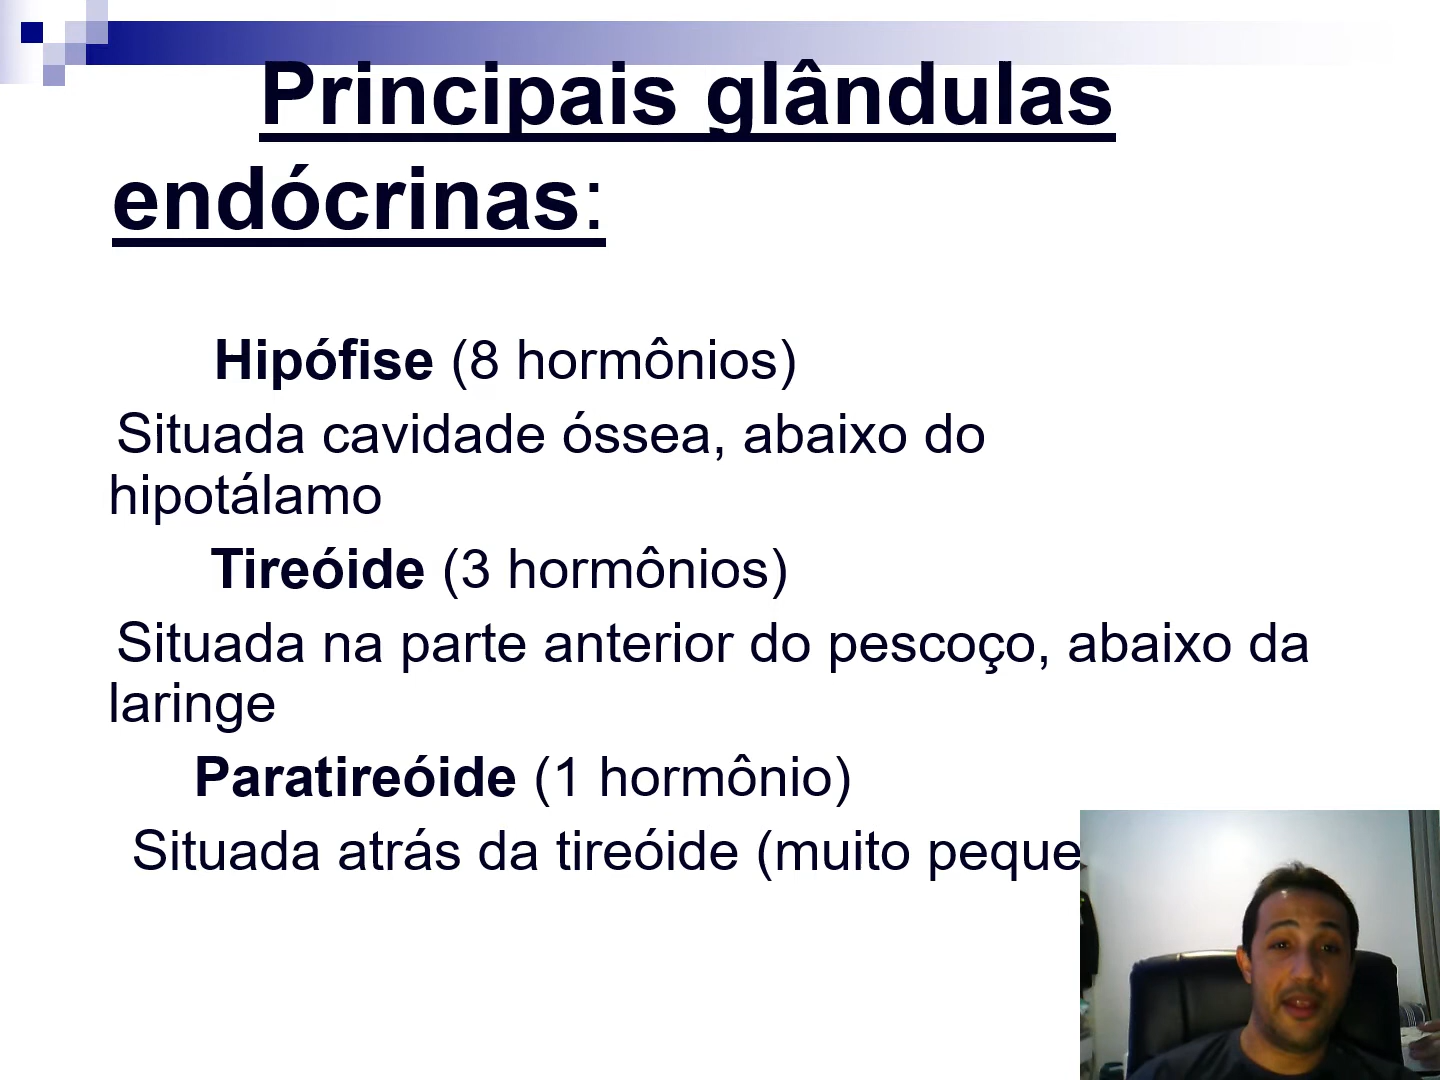 Principais glândulas
endócrinas:
Hipófise (8 hormônios)
Situada cavidade óssea, abaixo do
hipotálamo
Tireóide (3 hormônios)
Situada na parte anterior do pescoço, abaixo da
laringe
Paratireóide (1 hormônio)
Situada atrás da tireóide (muito